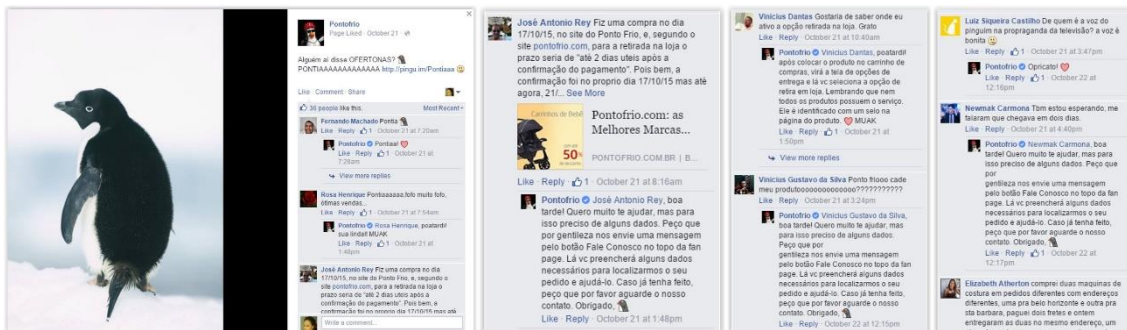 Pontofrio
Page Liked · October 21
Alguém aí disse OFERTONAS?
PONTIAAAAAAAAAAAAA http://pingu.im/Pontiaaa
Like · Comment · Share
30 people like this.
Most Recent
Fernando Machado Pontia
Like · Reply · 1 · October 21 at 7:20am
Pontofrio Pontiaa!
Like · Reply · 1 · October 21 at
7:28am
View more replies
Rosa Henrique Pontiaaaaa,fofo muito fofo,
ótimas vendas...
Like · Reply · 1 · October 21 at 7:54am
Pontofrio Rosa Henrique, poatardi!
sua linda!! MUAK
Like · Reply · 1 · October 21 at
1:48pm
José Antonio Rey Fiz uma compra no dia
17/10/15, no site do Ponto Frio, e, segundo o
site pontofrio.com, para a retirada na loja o
prazo seria de "até 2 dias uteis após a
confirmação do pagamento". Pois bem, a
confirmação foi no proprio dia 17/10/15 mas até
Write a comment...
José Antonio Rey Fiz uma compra no dia
17/10/15, no site do Ponto Frio, e, segundo o
site pontofrio.com, para a retirada na loja o
prazo seria de "até 2 dias uteis após a
confirmação do pagamento". Pois bem, a
confirmação foi no proprio dia 17/10/15 mas até
agora, 21/... See More
Carrinhos de Bebê
50%
Pontofrio.com: as
Melhores Marcas...
PONTOFRIO.COM.BR | B...
Like · Reply · 1 · October 21 at 8:16am
Pontofrio José Antonio Rey, boa
tarde! Quero muito te ajudar, mas para
isso preciso de alguns dados. Peço que
por gentileza nos envie uma mensagem
pelo botão Fale Conosco no topo da fan
page. Lá vc preencherá alguns dados
necessários para localizarmos o seu
pedido e ajudá-lo. Caso já tenha feito,
peço que por favor aguarde o nosso
contato. Obrigado,
Like · Reply · 1 · October 21 at 1:48pm
Vinicius Dantas Gostaria de saber onde eu
ativo a opção retirada na loja. Grato
Like · Reply · October 21 at 10:40am
Pontofrio Vinicius Dantas, poatardi!
após colocar o produto no carrinho de
compras, virá a tela de opções de
entrega e lá vc seleciona a opção de
retira em loja. Lembrando que nem
todos os produtos possuem o serviço.
Ele é identificado com um selo na
página do produto. MUAK
Like · Reply · 1 · October 21 at
1:50pm
View more replies
Vinicius Gustavo da Silva Ponto friooo cade
meu produtoooooooooooooo???????????
Like · Reply · October 21 at 3:24pm
Pontofrio Vinicius Gustavo da Silva,
boa tarde! Quero muito te ajudar, mas
para isso preciso de alguns dados.
Peço que por
gentileza nos envie uma mensagem
pelo botão Fale Conosco no topo da fan
page. Lá vc preencherá alguns dados
necessários para localizarmos o seu
pedido e ajudá-lo. Caso já tenha feito,
peço que por favor aguarde o nosso
contato. Obrigado,
Like · Reply · October 22 at 12:15pm
Luiz Siqueira Castilho De quem é a voz do
pinguim na propraganda da televisão? a voz é
bonita
Like · Reply · 1 · October 21 at 3:47pm
Pontofrio Opricato!
Like · Reply · 1 · October 22 at
12:16pm
Newmak Carmona Tbm estou esperando, me
falaram que chegava em dois dias.
Like · Reply · October 21 at 4:40pm
Pontofrio Newmak Carmona, boa
tarde! Quero muito te ajudar, mas para
isso preciso de alguns dados. Peço que
por
gentileza nos envie uma mensagem
pelo botão Fale Conosco no topo da fan
page. Lá vc preencherá alguns dados
necessários para localizarmos o seu
pedido e ajudá-lo. Caso já tenha feito,
peço que por favor aguarde o nosso
contato. Obrigado,
Like · Reply · 1 · October 22 at
12:17pm
Elizabeth Atherton comprei duas maquinas de
costura em pedidos diferentes com endereços
diferentes, uma pra belo horizonte e outra pra
sta barbara, paguei dois fretes e ontem
entregaram as duas no mesmo endereço, um